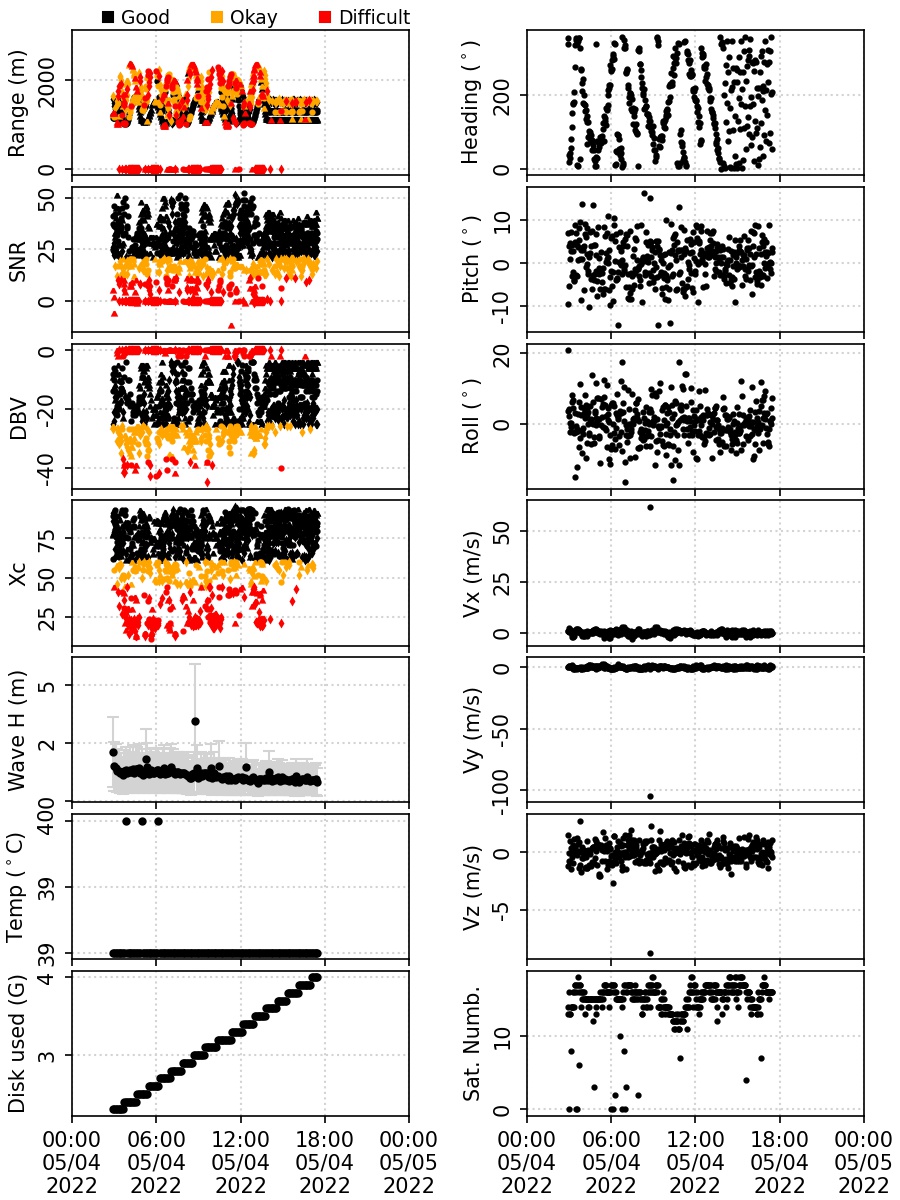 Good Okay Difficult
Range (m)
2000
0
Heading (°)
200
0
SNR
50
25
0
Pitch (°)
10
0
-10
DBV
0
-20
-40
Roll (°)
20
0
Xc
75
50
25
Vx (m/s)
50
25
0
Wave H (m)
5
2
0
Vy (m/s)
0
-50
-100
Temp (°C)
40
39
39
Vz (m/s)
0
-5
Disk used (G)
4
3
Sat. Numb.
10
0
00:00 06:00 12:00 18:00 00:00
05/04 05/04 05/04 05/04 05/05
2022 2022 2022 2022 2022
00:00 06:00 12:00 18:00 00:00
05/04 05/04 05/04 05/04 05/05
2022 2022 2022 2022 2022